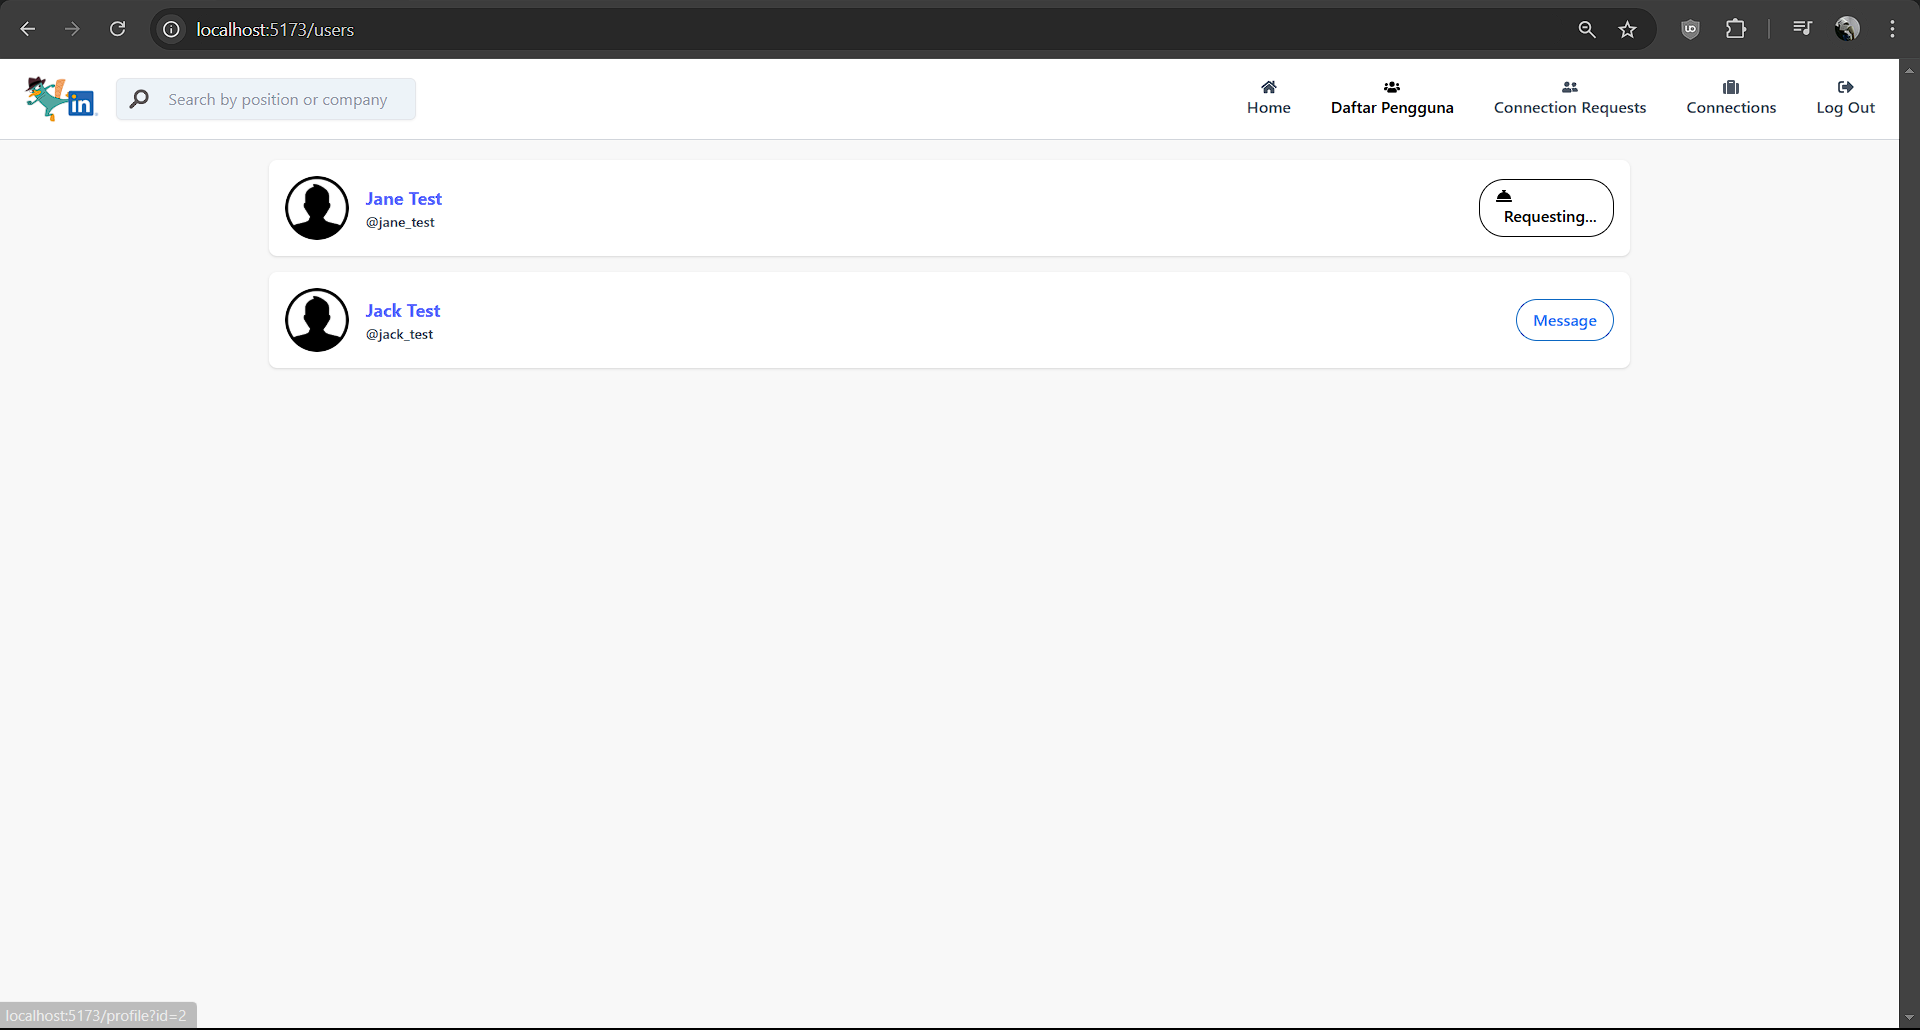 localhost:5173/users
in
Search by position or company
Home
Daftar Pengguna
Connection Requests
Connections
Log Out
Jane Test
@jane_test
Requesting...
Jack Test
@jack_test
Message
localhost:5173/profile?id=2